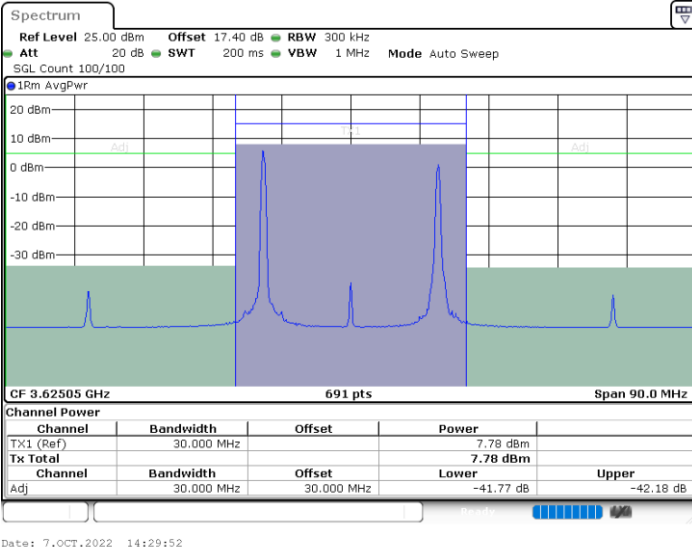 Spectrum
Ref Level 25.00 dBm Offset 17.40 dB RBW 300 kHz
Att 20 dB SWT 200 ms VBW 1 MHz Mode Auto Sweep
SGL Count 100/100
1Rm AvgPwr
20 dBm
TX1
10 dBm
Adj Adj
0 dBm
-10 dBm
-20 dBm
-30 dBm
CF 3.62505 GHz 691 pts Span 90.0 MHz
Channel Power
Channel Bandwidth Offset Power
TX1 (Ref) 30.000 MHz 7.78 dBm
Tx Total 7.78 dBm
Channel Bandwidth Offset Lower Upper
Adj 30.000 MHz 30.000 MHz -41.77 dB -42.18 dB
Ready
Date: 7.OCT.2022 14:29:52